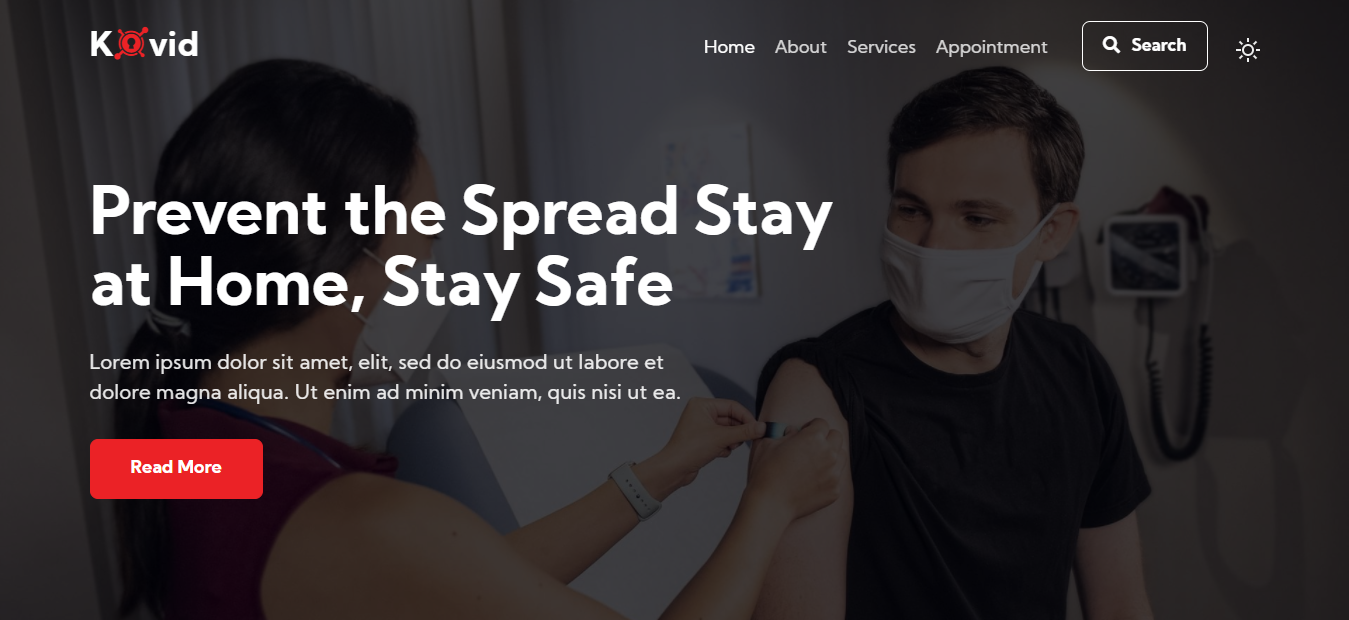 Kovid
Home About Services Appointment Search
Prevent the Spread Stay
at Home, Stay Safe
Lorem ipsum dolor sit amet, elit, sed do eiusmod ut labore et
dolore magna aliqua. Ut enim ad minim veniam, quis nisi ut ea.
Read More